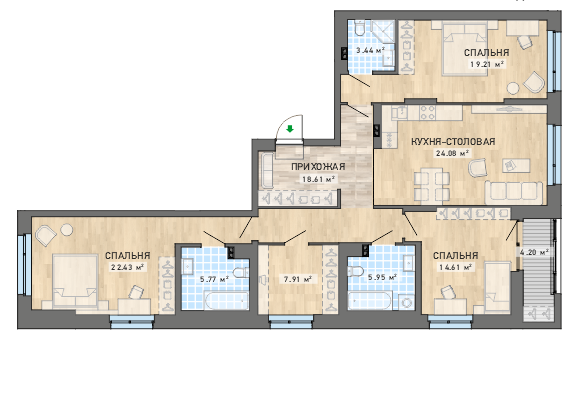 3.44 м²
СПАЛЬНЯ
19.21 м²
КУХНЯ-СТОЛОВАЯ
24.08 м²
ПРИХОЖАЯ
18.61 м²
СПАЛЬНЯ
22.43 м²
5.77 м²
7.91 м²
5.95 м²
СПАЛЬНЯ
14.61 м²
4.20 м²